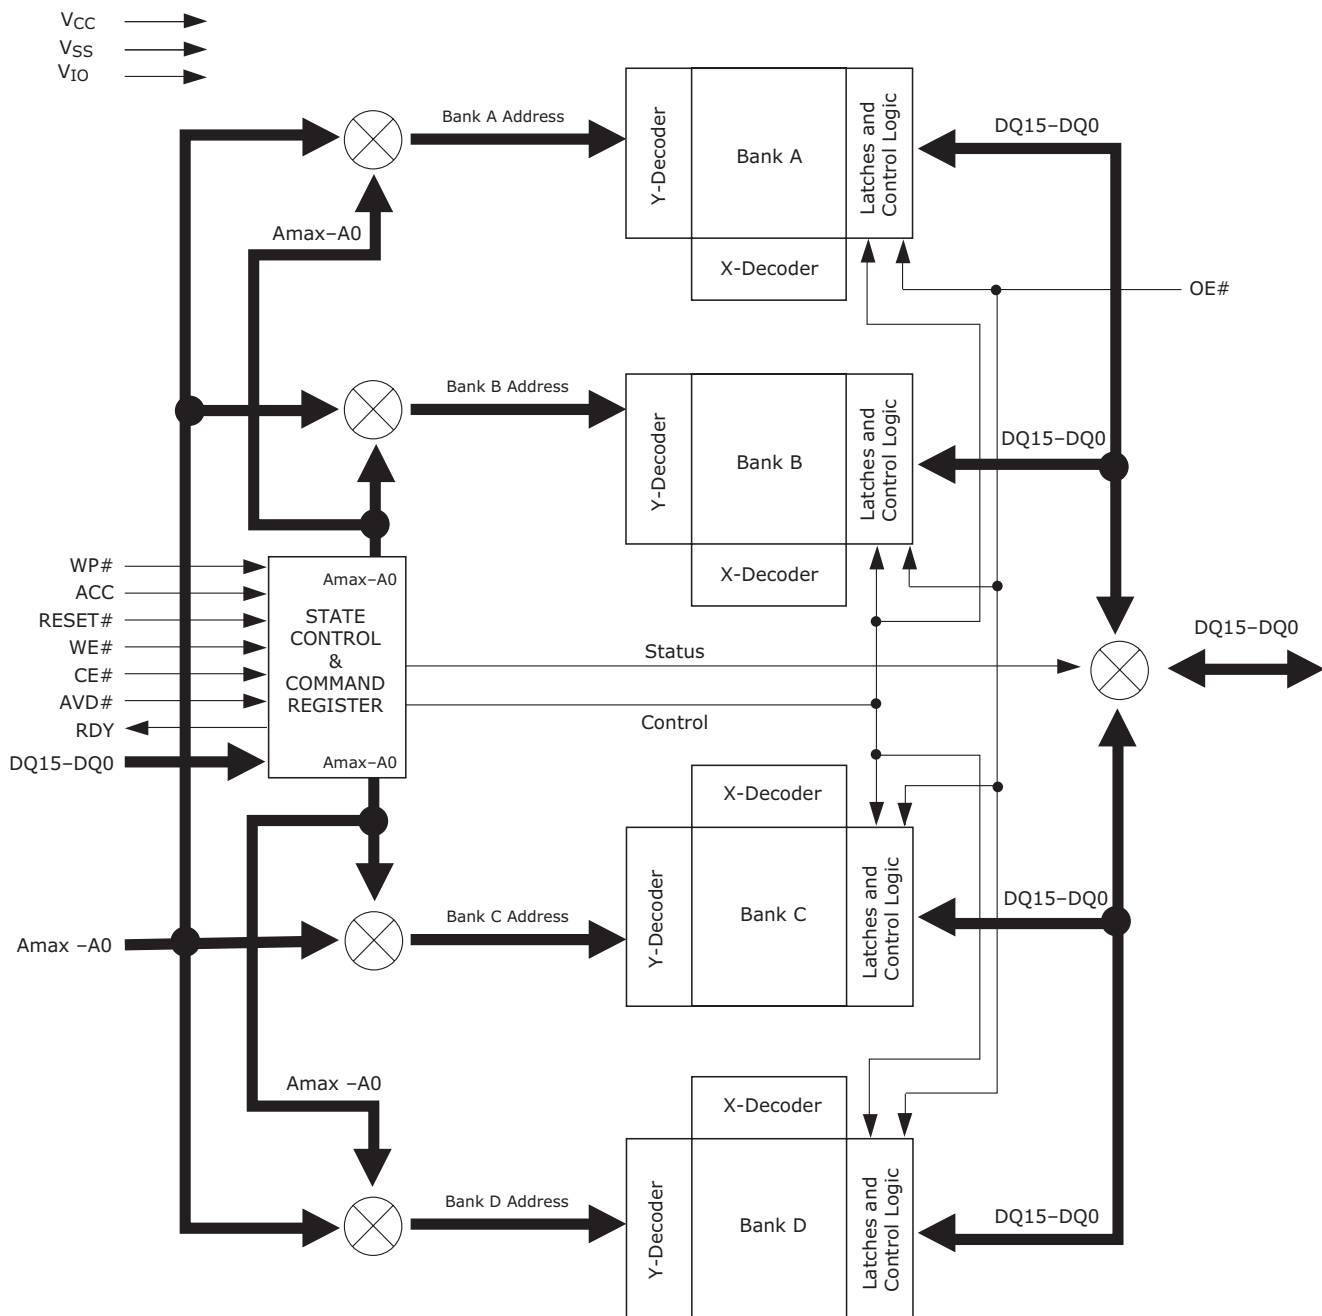 VCC
VSS
VIO
Bank A Address
Y-Decoder
Bank A
Latches and
Control Logic
DQ15–DQ0
Amax–A0
X-Decoder
OE#
Bank B Address
Y-Decoder
Bank B
Latches and
Control Logic
DQ15–DQ0
X-Decoder
WP#
ACC
RESET#
WE#
CE#
AVD#
RDY
DQ15–DQ0
Amax–A0
STATE
CONTROL
&
COMMAND
REGISTER
Amax–A0
Status
Control
DQ15–DQ0
X-Decoder
Amax –A0
Bank C Address
Y-Decoder
Bank C
Latches and
Control Logic
DQ15–DQ0
Amax –A0
X-Decoder
Bank D Address
Y-Decoder
Bank D
Latches and
Control Logic
DQ15–DQ0